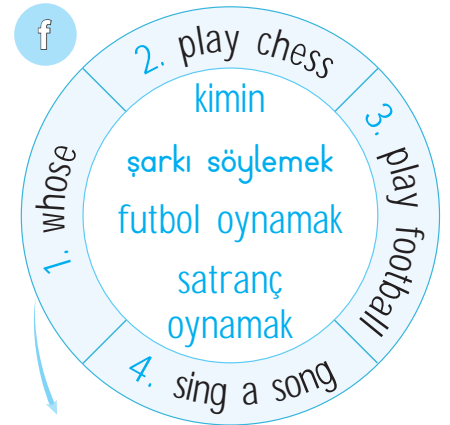 f
1. whose
2. play chess
3. play football
4. sing a song
kimin
şarkı söylemek
futbol oynamak
satranç
oynamak